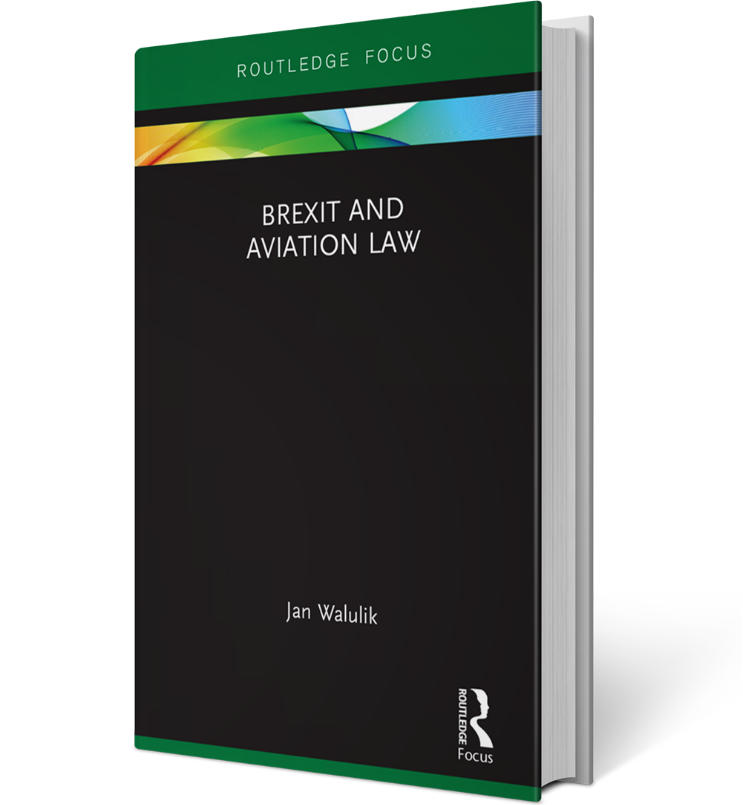 ROUTLEDGE FOCUS
BREXIT AND
AVIATION LAW
Jan Walulik
ROUTLEDGE
Focus